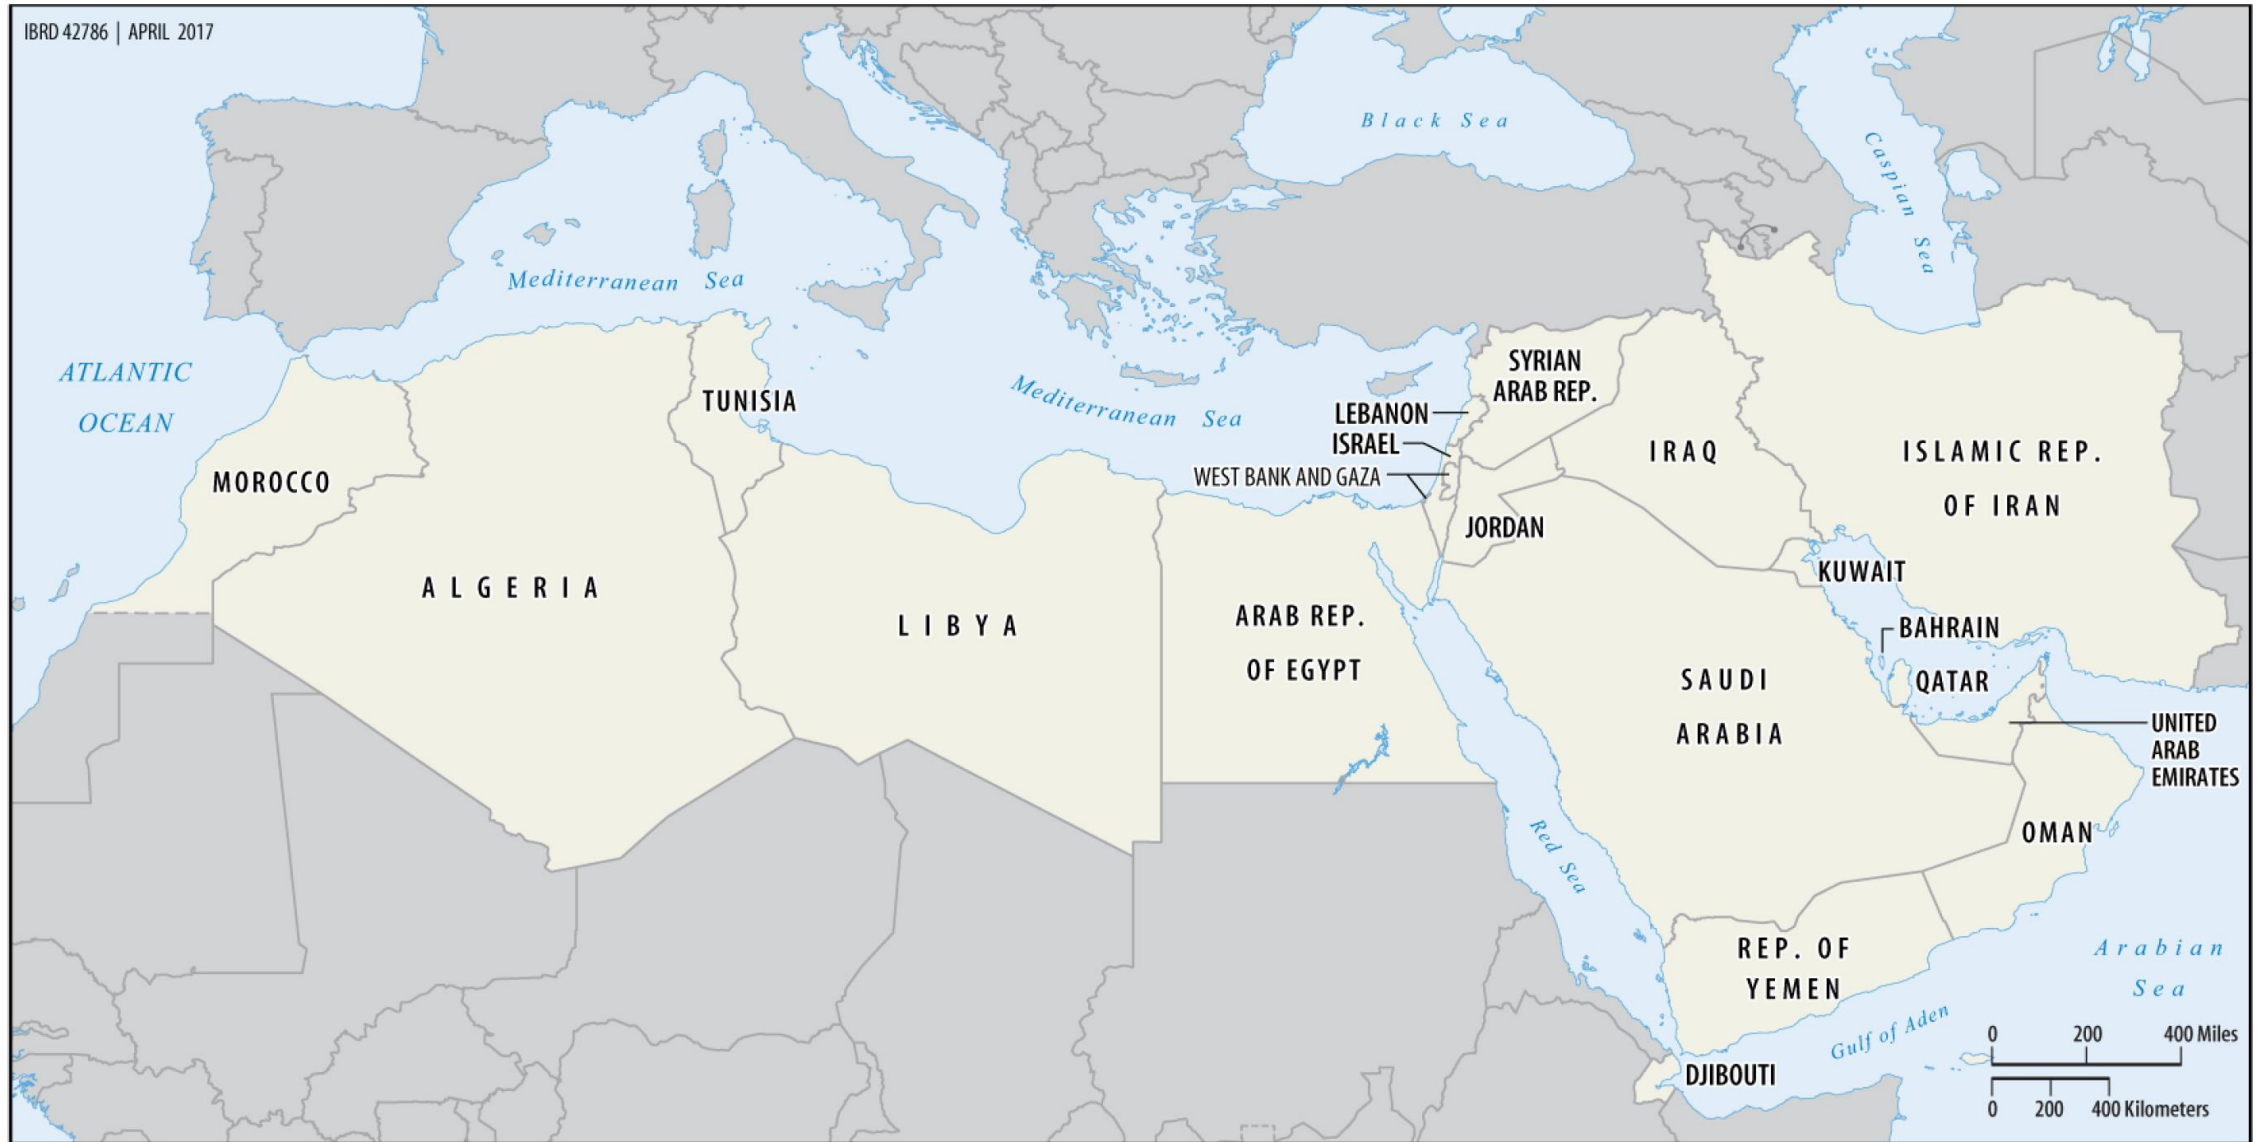 IBRD 42786 | APRIL 2017
Black Sea
Caspian Sea
Mediterranean Sea
ATLANTIC
OCEAN
TUNISIA
Mediterranean Sea
SYRIAN
ARAB REP.
LEBANON
ISRAEL
WEST BANK AND GAZA
IRAQ
ISLAMIC REP.
OF IRAN
MOROCCO
JORDAN
ALGERIA
LIBYA
ARAB REP.
OF EGYPT
KUWAIT
BAHRAIN
QATAR
SAUDI
ARABIA
UNITED
ARAB
EMIRATES
OMAN
Red Sea
REP. OF
YEMEN
Arabian
Sea
Gulf of Aden
DJIBOUTI
0 200 400 Miles
0 200 400 Kilometers